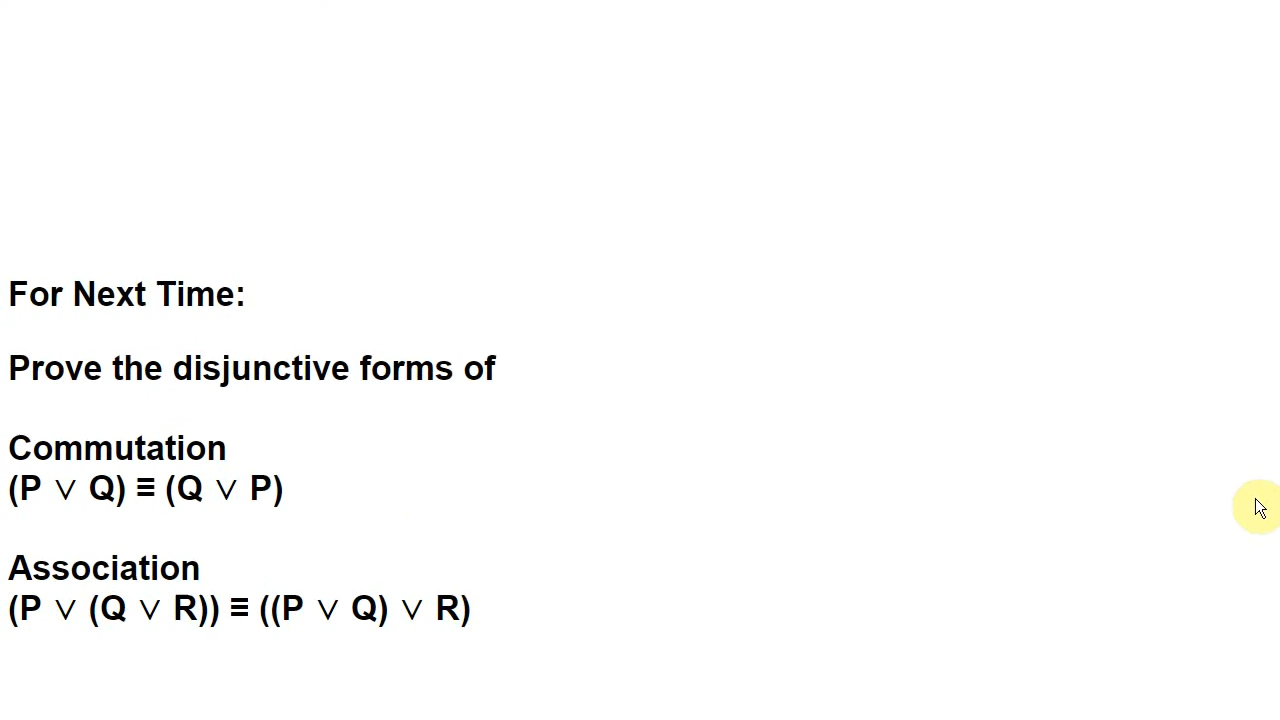 For Next Time:
Prove the disjunctive forms of
Commutation
(P ∨ Q) ≡ (Q ∨ P)
Association
(P ∨ (Q ∨ R)) ≡ ((P ∨ Q) ∨ R)